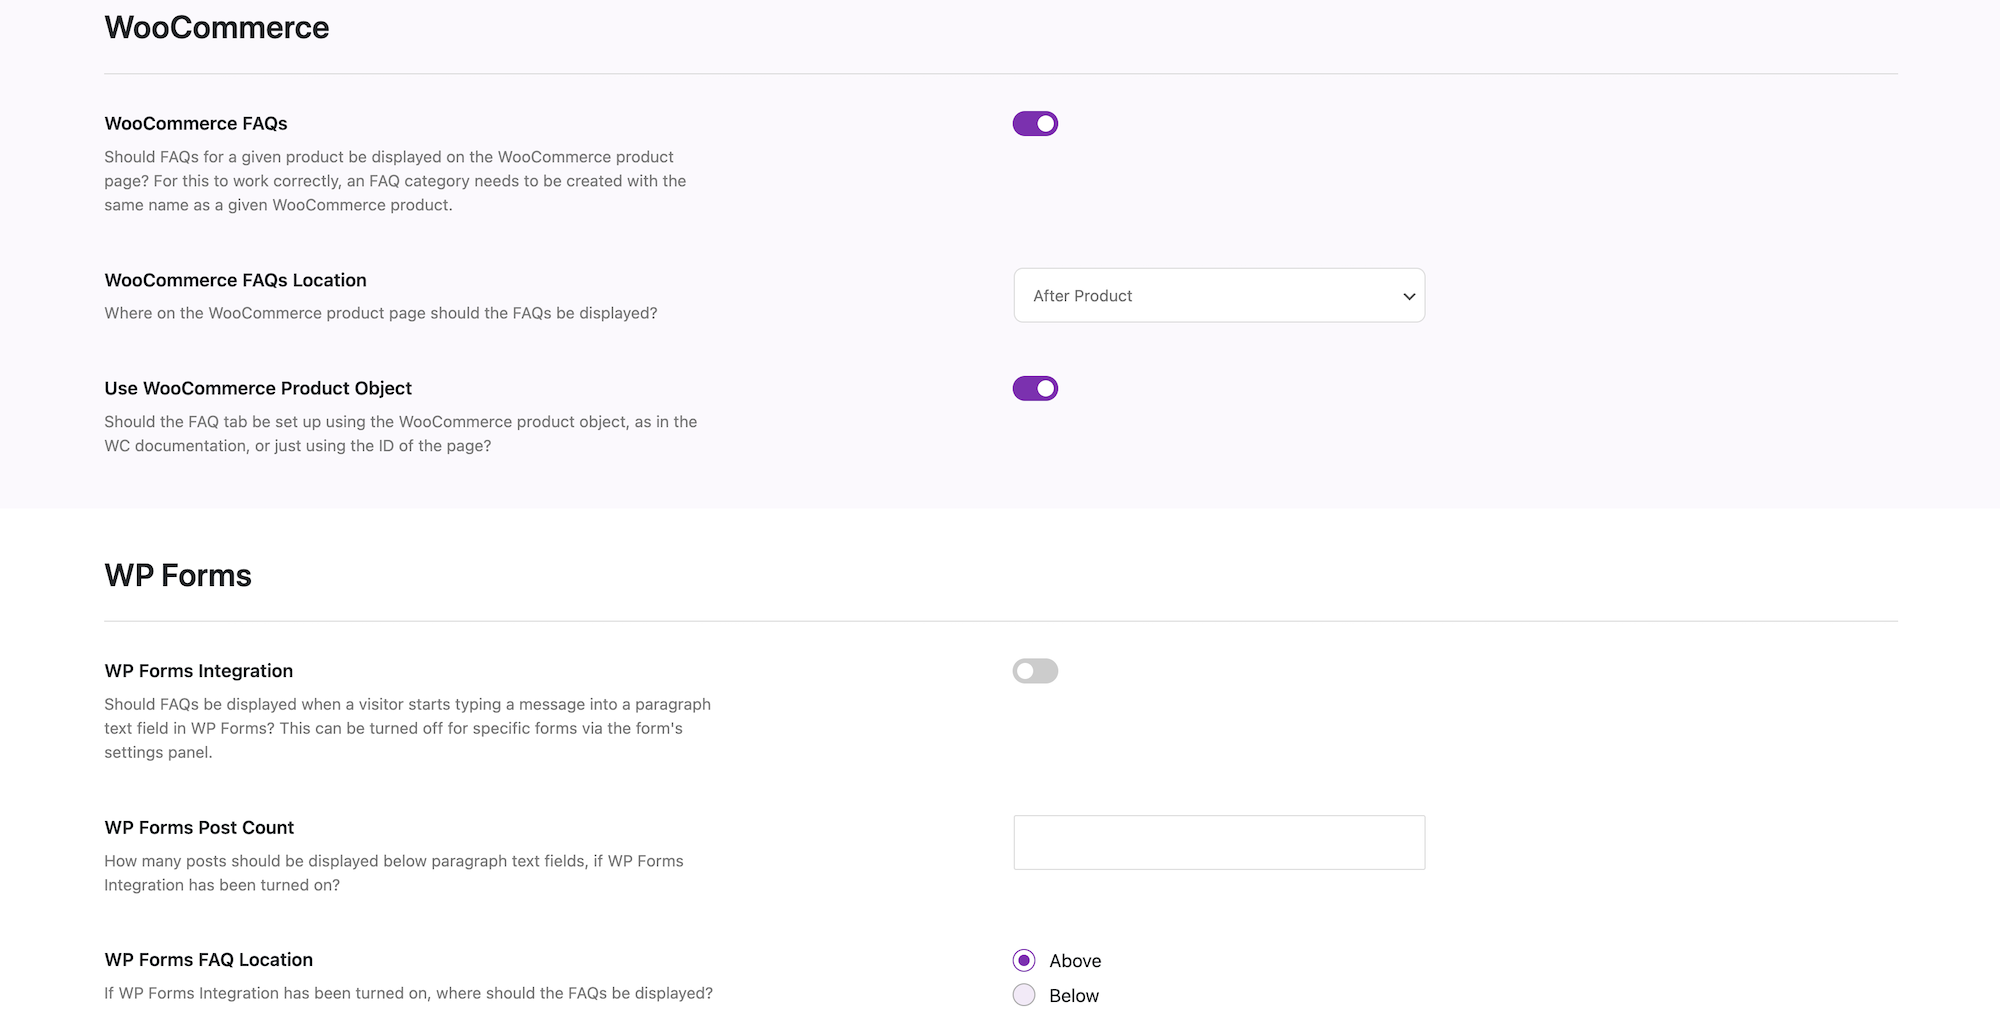 WooCommerce
WooCommerce FAQs
Should FAQs for a given product be displayed on the WooCommerce product
page? For this to work correctly, an FAQ category needs to be created with the
same name as a given WooCommerce product.
WooCommerce FAQs Location
After Product
Where on the WooCommerce product page should the FAQs be displayed?
Use WooCommerce Product Object
Should the FAQ tab be set up using the WooCommerce product object, as in the
WC documentation, or just using the ID of the page?
WP Forms
WP Forms Integration
Should FAQs be displayed when a visitor starts typing a message into a paragraph
text field in WP Forms? This can be turned off for specific forms via the form's
settings panel.
WP Forms Post Count
How many posts should be displayed below paragraph text fields, if WP Forms
Integration has been turned on?
WP Forms FAQ Location
Above
If WP Forms Integration has been turned on, where should the FAQs be displayed?
Below